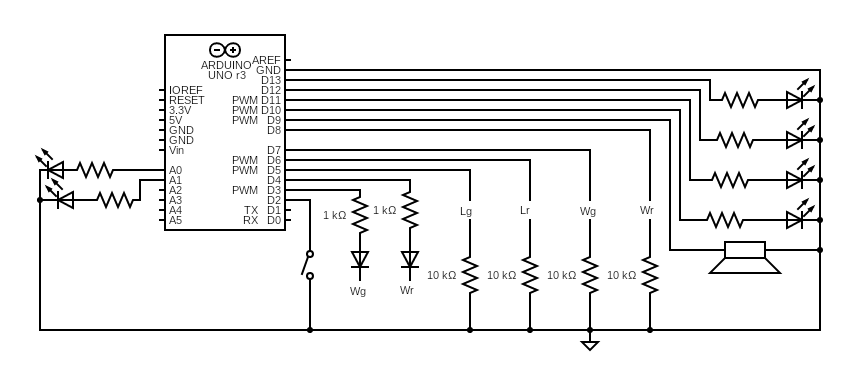 AREF
ARDUINO GND
UNO r3 D13
D12
IOREF
RESET PWM D11
3.3V PWM D10
5V PWM D9
GND D8
GND
Vin D7
PWM D6
A0 PWM D5
A1 D4
A2 PWM D3
A3 D2
A4 TX D1
A5 RX D0
1 kΩ 1 kΩ Lg Lr Wg Wr
10 kΩ 10 kΩ 10 kΩ 10 kΩ
Wg Wr